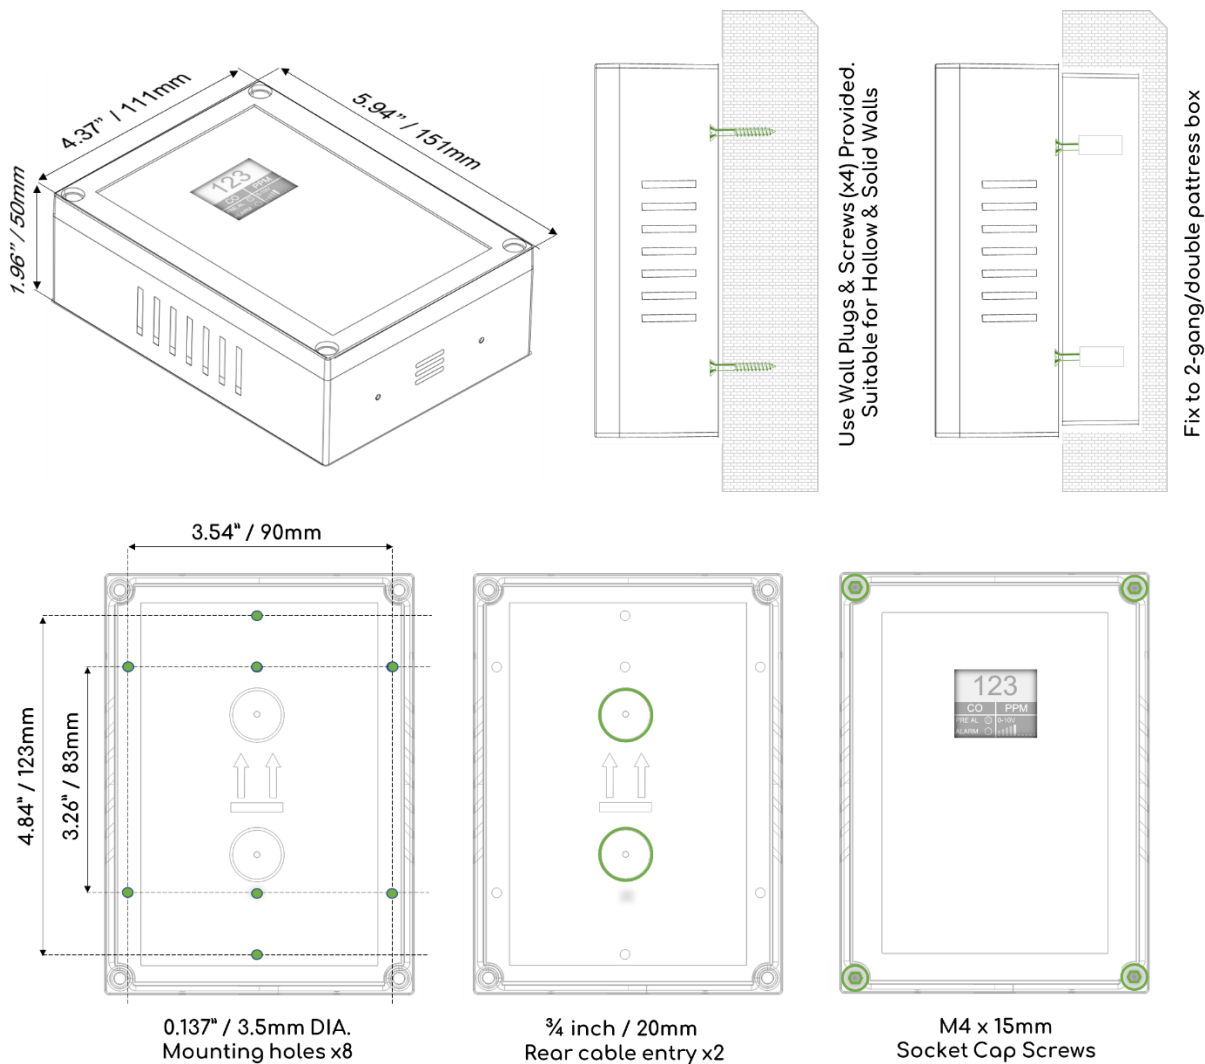 4.37” / 111mm
5.94” / 151mm
1.96” / 50mm
123
CO PPM
Use Wall Plugs & Screws (x4) Provided.
Suitable for Hollow & Solid Walls
Fix to 2-gang/double pattress box
3.54” / 90mm
4.84” / 123mm
3.26” / 83mm
0.137” / 3.5mm DIA.
Mounting holes x8
¾ inch / 20mm
Rear cable entry x2
123
CO PPM
PRE AL 0-10V
ALARM
M4 x 15mm
Socket Cap Screws